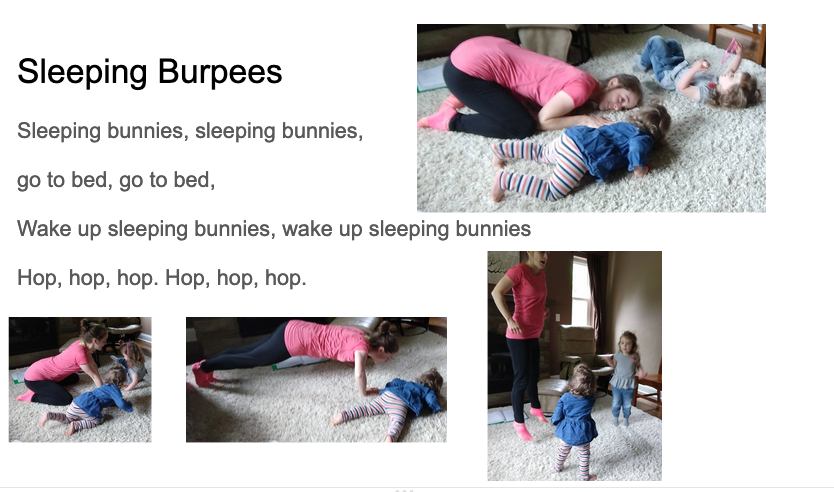 Sleeping Burpees
Sleeping bunnies, sleeping bunnies,
go to bed, go to bed,
Wake up sleeping bunnies, wake up sleeping bunnies
Hop, hop, hop. Hop, hop, hop.